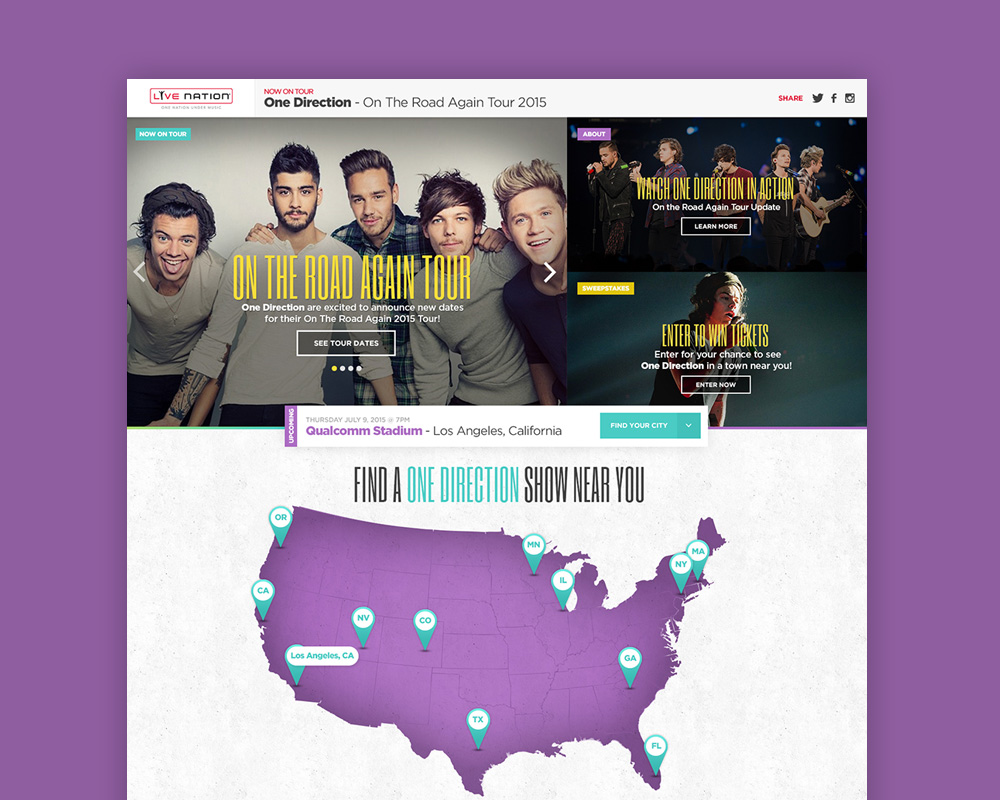 LIVE NATION
ONE NATION UNDER MUSIC
NOW ON TOUR
One Direction - On The Road Again Tour 2015
SHARE
NOW ON TOUR
ON THE ROAD AGAIN TOUR
One Direction are excited to announce new dates
for their On The Road Again 2015 Tour!
SEE TOUR DATES
ABOUT
WATCH ONE DIRECTION IN ACTION
On the Road Again Tour Update
LEARN MORE
SWEEPSTAKES
ENTER TO WIN TICKETS
Enter for your chance to see
One Direction in a town near you!
ENTER NOW
UPCOMING
THURSDAY JULY 9, 2015 @ 7PM
Qualcomm Stadium - Los Angeles, California
FIND YOUR CITY
FIND A ONE DIRECTION SHOW NEAR YOU
OR
MN
MA
NY
IL
CA
NV
CO
Los Angeles, CA
GA
TX
FL